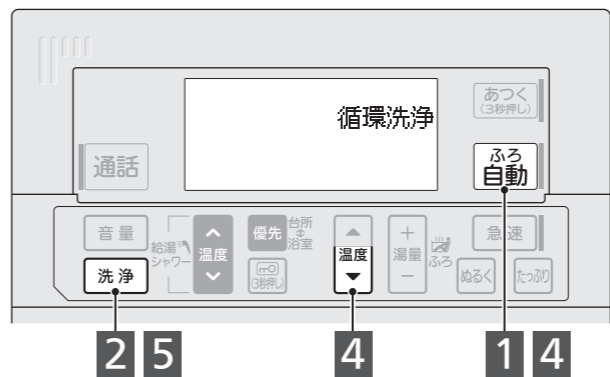 循環洗浄
あつく
(3秒押し)
通話
ふろ
自動
音量
給湯
シャワー
温度
優先
台所
浴室
温度
+
湯量
-
ふろ
急速
洗浄
(3秒押し)
ぬるく
たっぷり
2 5
4
1 4